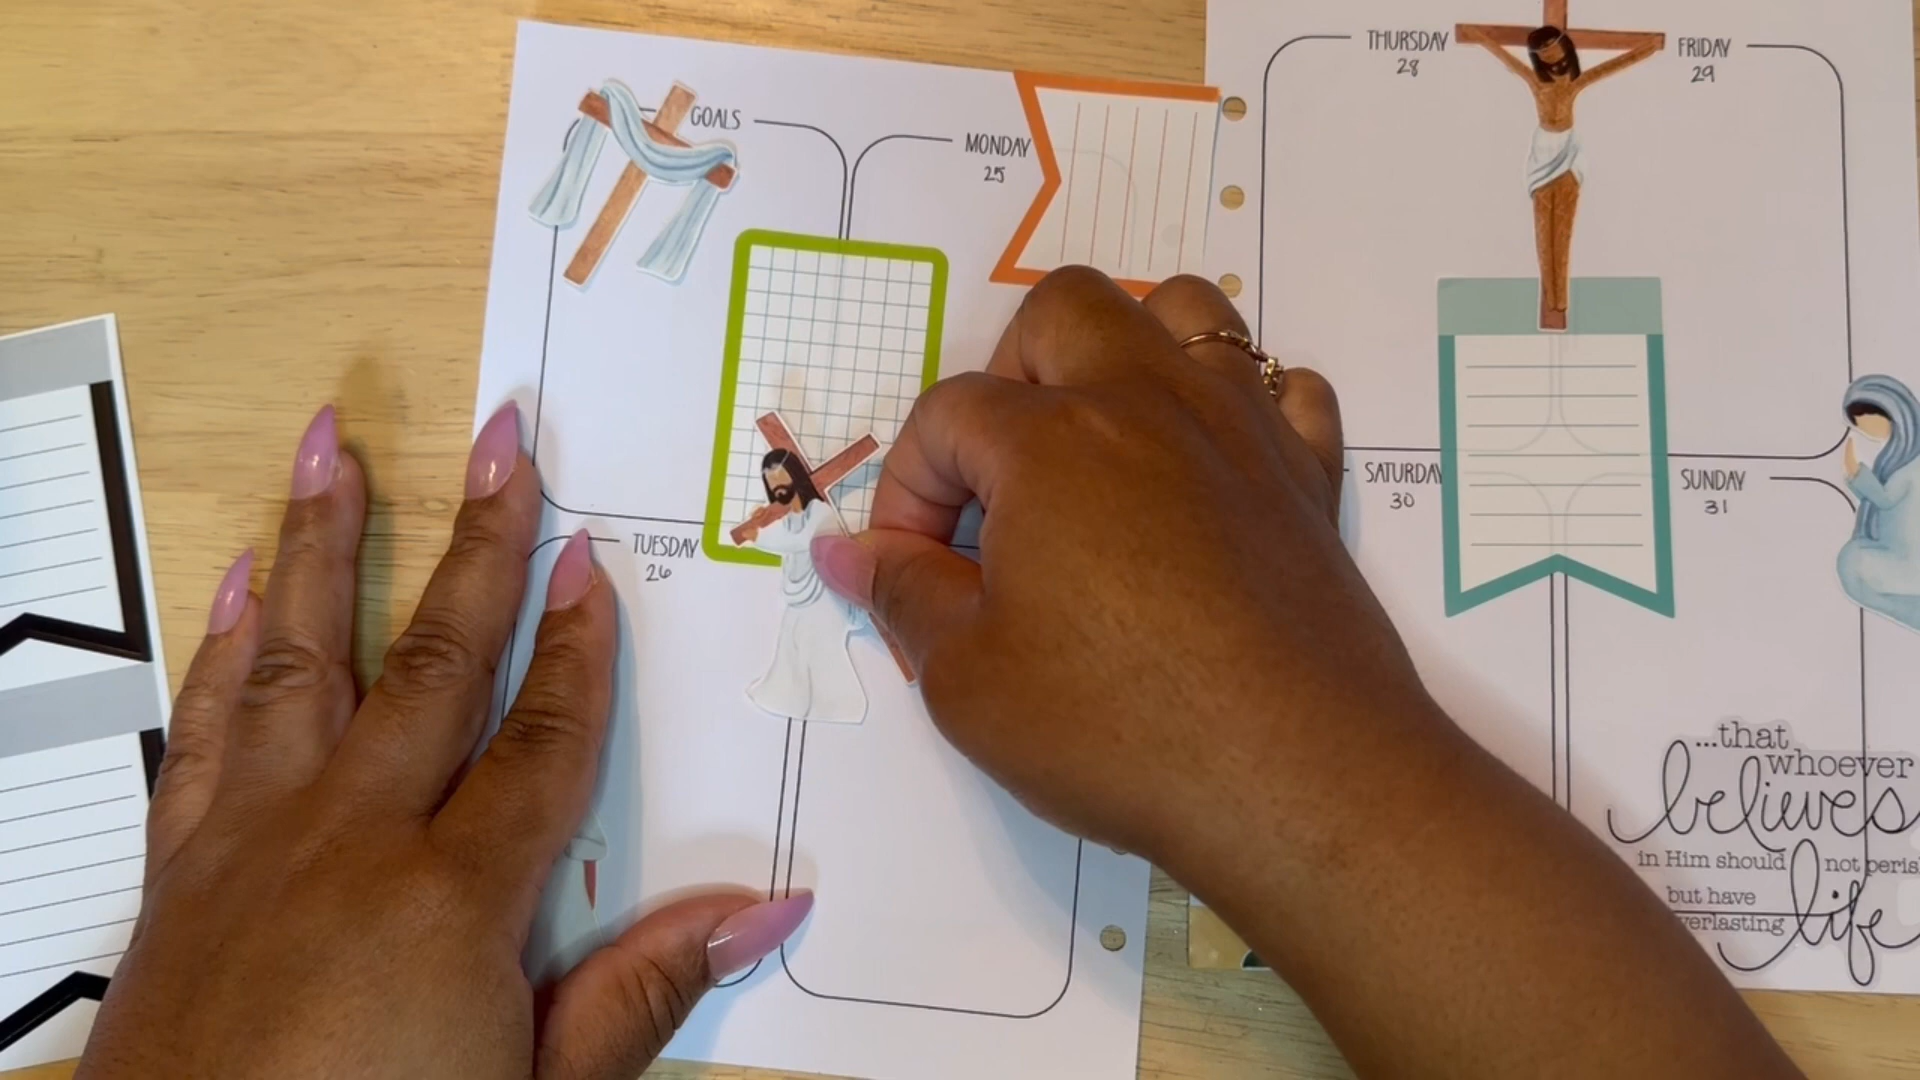 GOALS
MONDAY
25
TUESDAY
26
THURSDAY
28
FRIDAY
29
SATURDAY
30
SUNDAY
31
...that
whoever
believes
in Him should not
but have
life